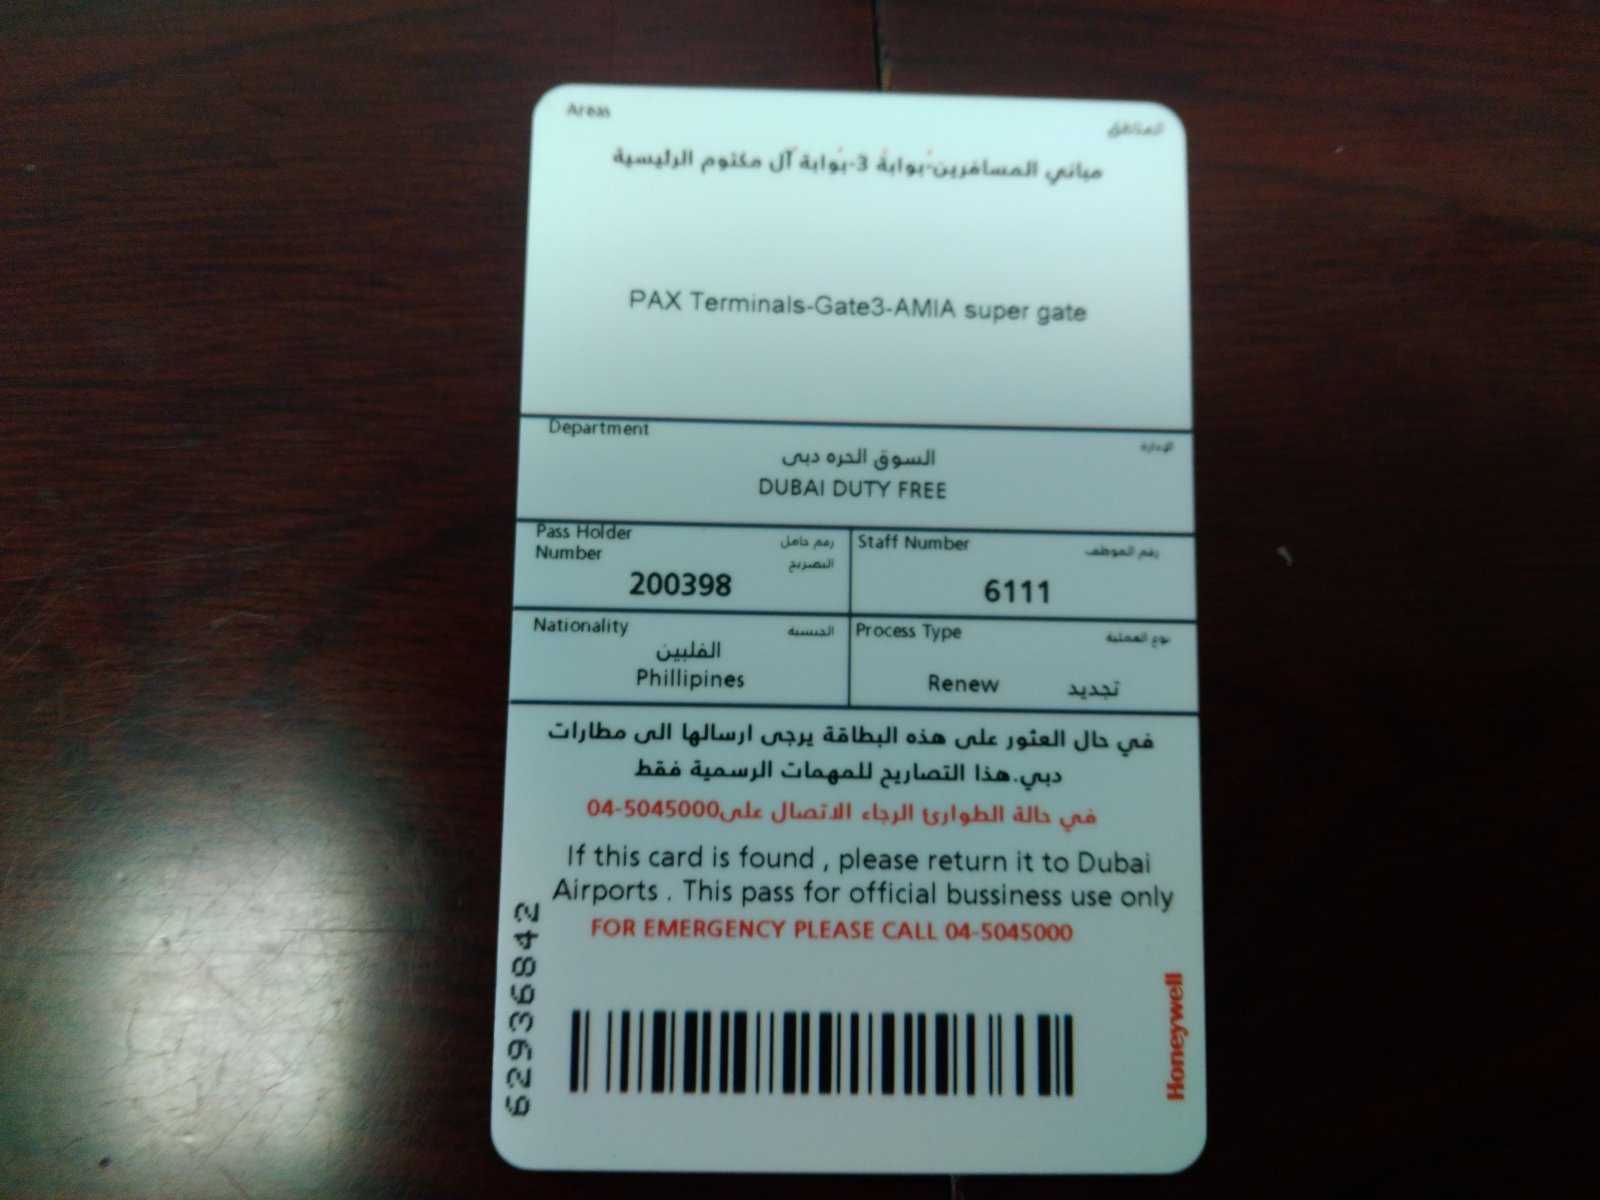 Areas المناطق
مباني المسافرين-بوابة 3-بوابة آل مكتوم الرئيسية
PAX Terminals-Gate3-AMIA super gate
Department الإدارة
السوق الحره دبى
DUBAI DUTY FREE
Pass Holder Number رقم حامل التصريح
200398
Staff Number رقم الموظف
6111
Nationality الجنسية
الفلبين
Phillipines
Process Type نوع العملية
Renew تجديد
في حال العثور على هذه البطاقة يرجى ارسالها الى مطارات
دبي.هذا التصاريح للمهمات الرسمية فقط
في حالة الطوارئ الرجاء الاتصال على04-5045000
If this card is found , please return it to Dubai
Airports . This pass for official bussiness use only
FOR EMERGENCY PLEASE CALL 04-5045000
62936842
Honeywell